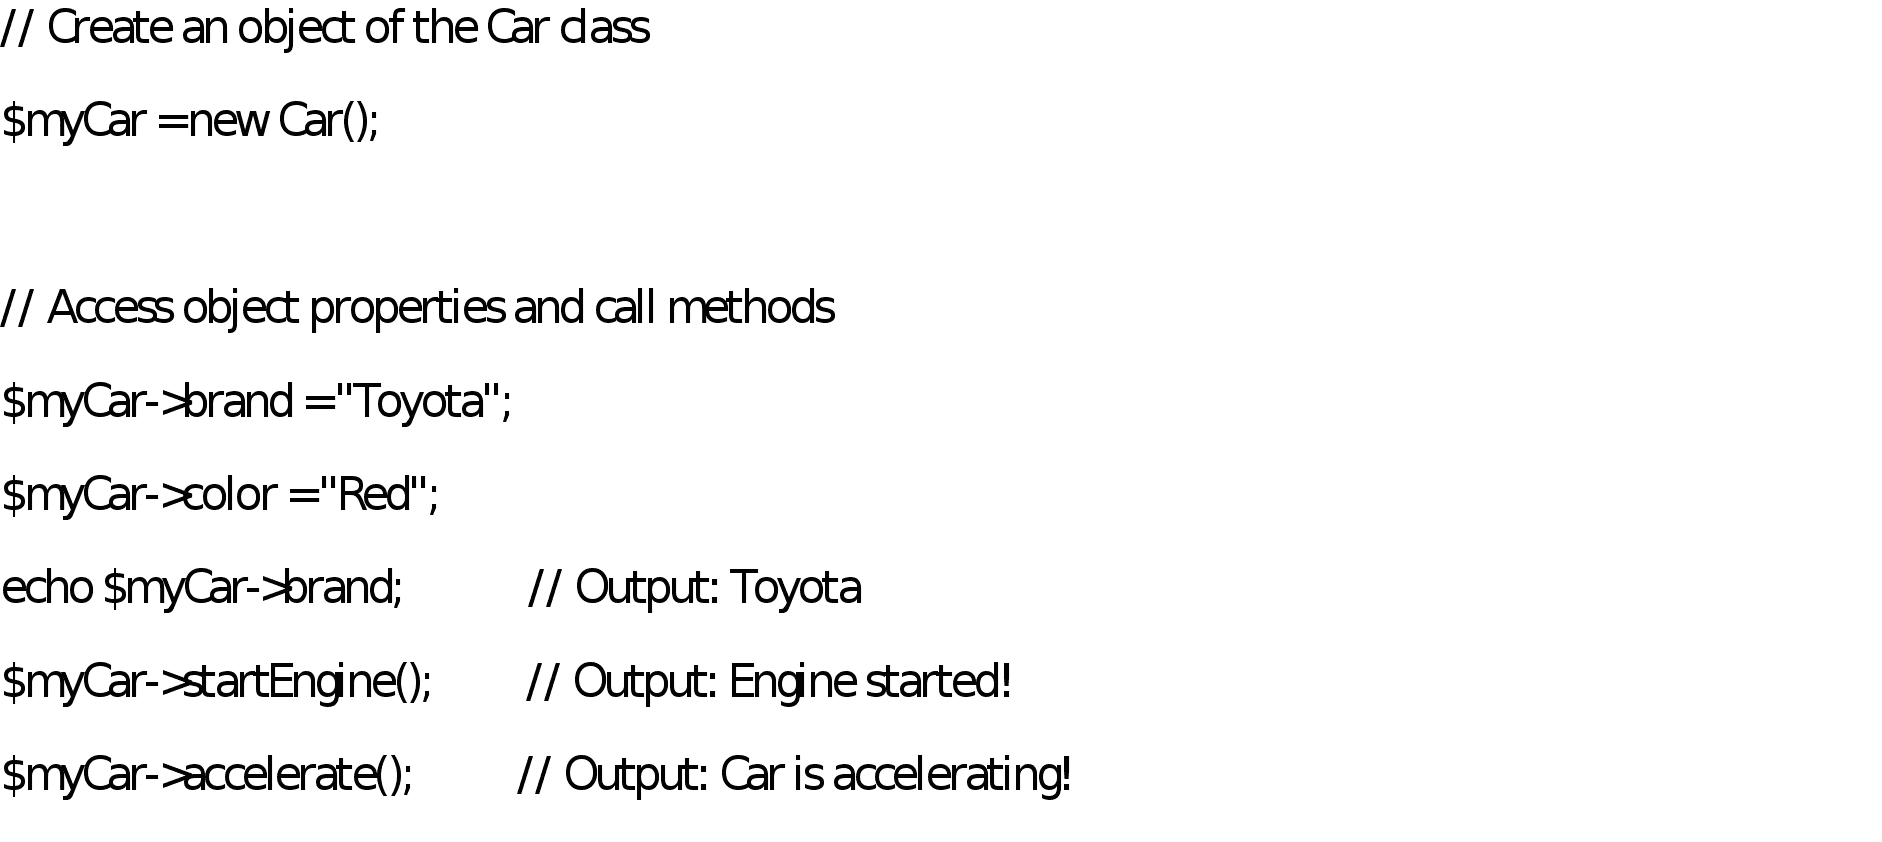 // Create an object of the Car class
$myCar = new Car();
// Access object properties and call methods
$myCar->brand = "Toyota";
$myCar->color = "Red";
echo $myCar->brand; // Output: Toyota
$myCar->startEngine(); // Output: Engine started!
$myCar->accelerate(); // Output: Car is accelerating!